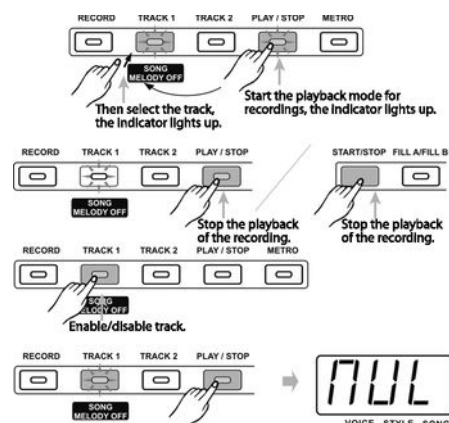 RECORD TRACK 1 TRACK 2 PLAY / STOP METRO
SONG
MELODY OFF
Then select the track,
the indicator lights up.
Start the playback mode for
recordings, the indicator lights up.
RECORD TRACK 1 TRACK 2 PLAY / STOP
SONG
MELODY OFF
START/STOP FILL A/FILL B
Stop the playback
of the recording.
Stop the playback
of the recording.
RECORD TRACK 1 TRACK 2 PLAY / STOP METRO
SONG
MELODY OFF
Enable/disable track.
RECORD TRACK 1 TRACK 2 PLAY / STOP
SONG
MELODY OFF
NUL
VOICE STYLE SONG